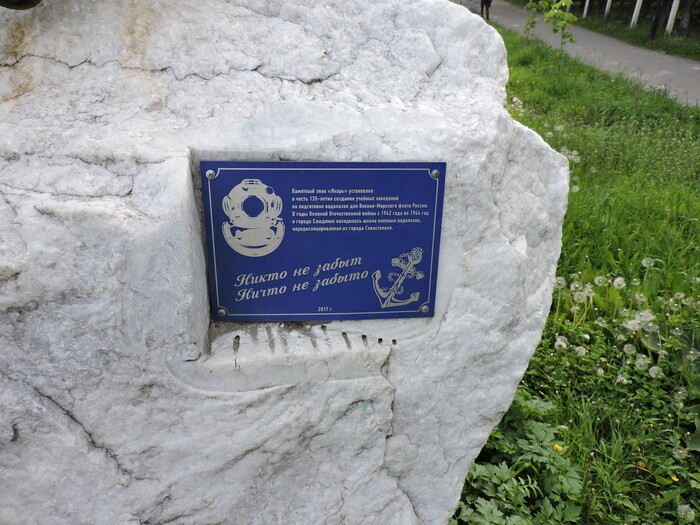 Памятный знак «Якорь» установлен
в честь 135-летия создания учебных заведений
по подготовке водолазов для Военно-Морского флота России.
В годы Великой Отечественной войны с 1942 года по 1944 год
в городе Слюдянке находилась школа военных водолазов,
передислоцированная из города Севастополя.
Никто не забыт
Ничто не забыто
2017 г.